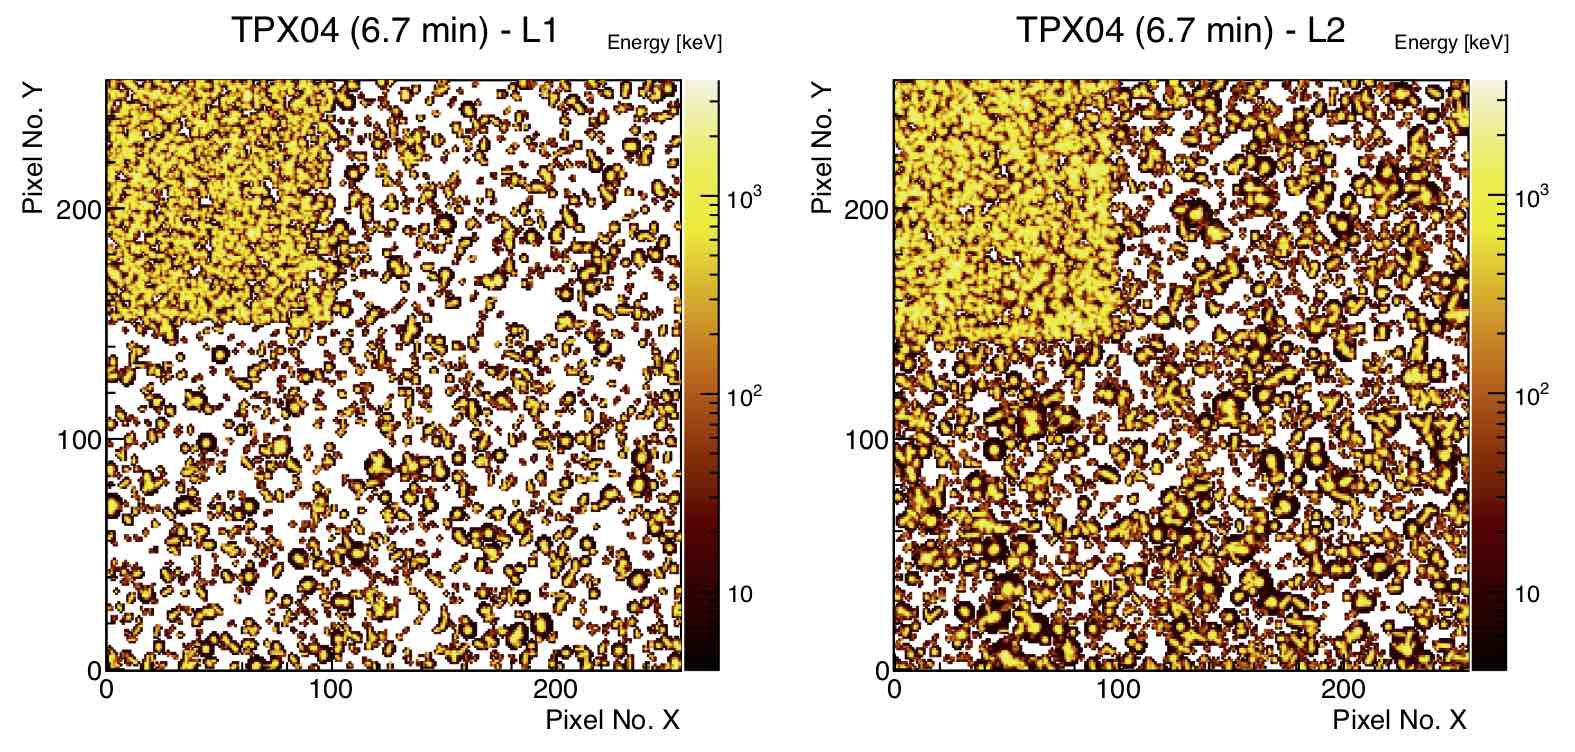 TPX04 (6.7 min) - L1
Energy [keV]
Pixel No. Y
200
100
0
0
100
200
Pixel No. X
10³
10²
10
TPX04 (6.7 min) - L2
Energy [keV]
Pixel No. Y
200
100
0
0
100
200
Pixel No. X
10³
10²
10